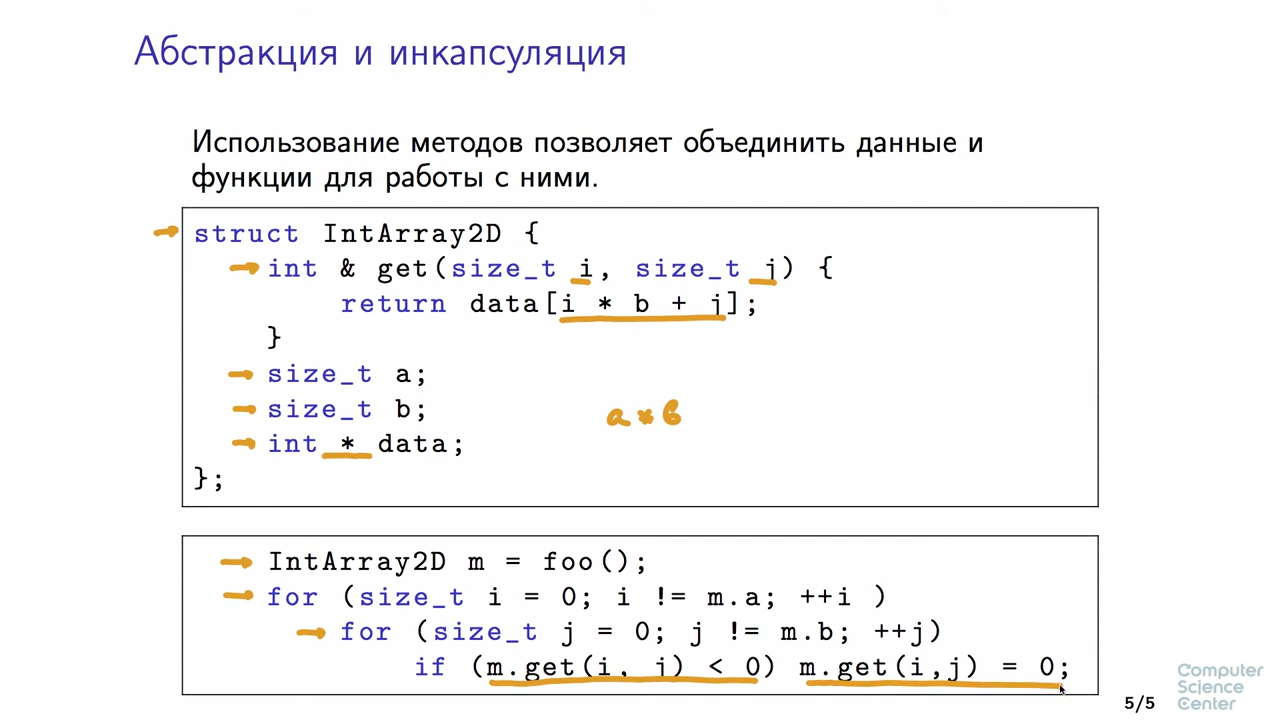 Абстракция и инкапсуляция
Использование методов позволяет объединить данные и
функции для работы с ними.
struct IntArray2D {
int & get(size_t i, size_t j) {
return data[i * b + j];
}
size_t a;
size_t b;
a * b
int * data;
};
IntArray2D m = foo();
for (size_t i = 0; i != m.a; ++i )
for (size_t j = 0; j != m.b; ++j)
if (m.get(i, j) < 0) m.get(i,j) = 0;
5/5
Computer
Science
Center